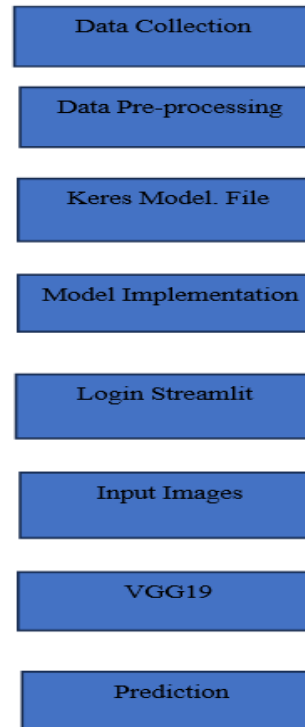 Data Collection
Data Pre-processing
Keres Model. File
Model Implementation
Login Streamlit
Input Images
VGG19
Prediction